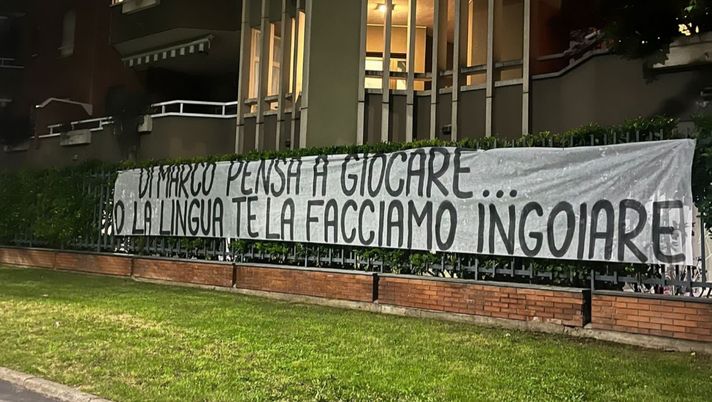 DI MARCO PENSA A GIOCARE...
O LA LINGUA TE LA FACCIAMO INGOIARE